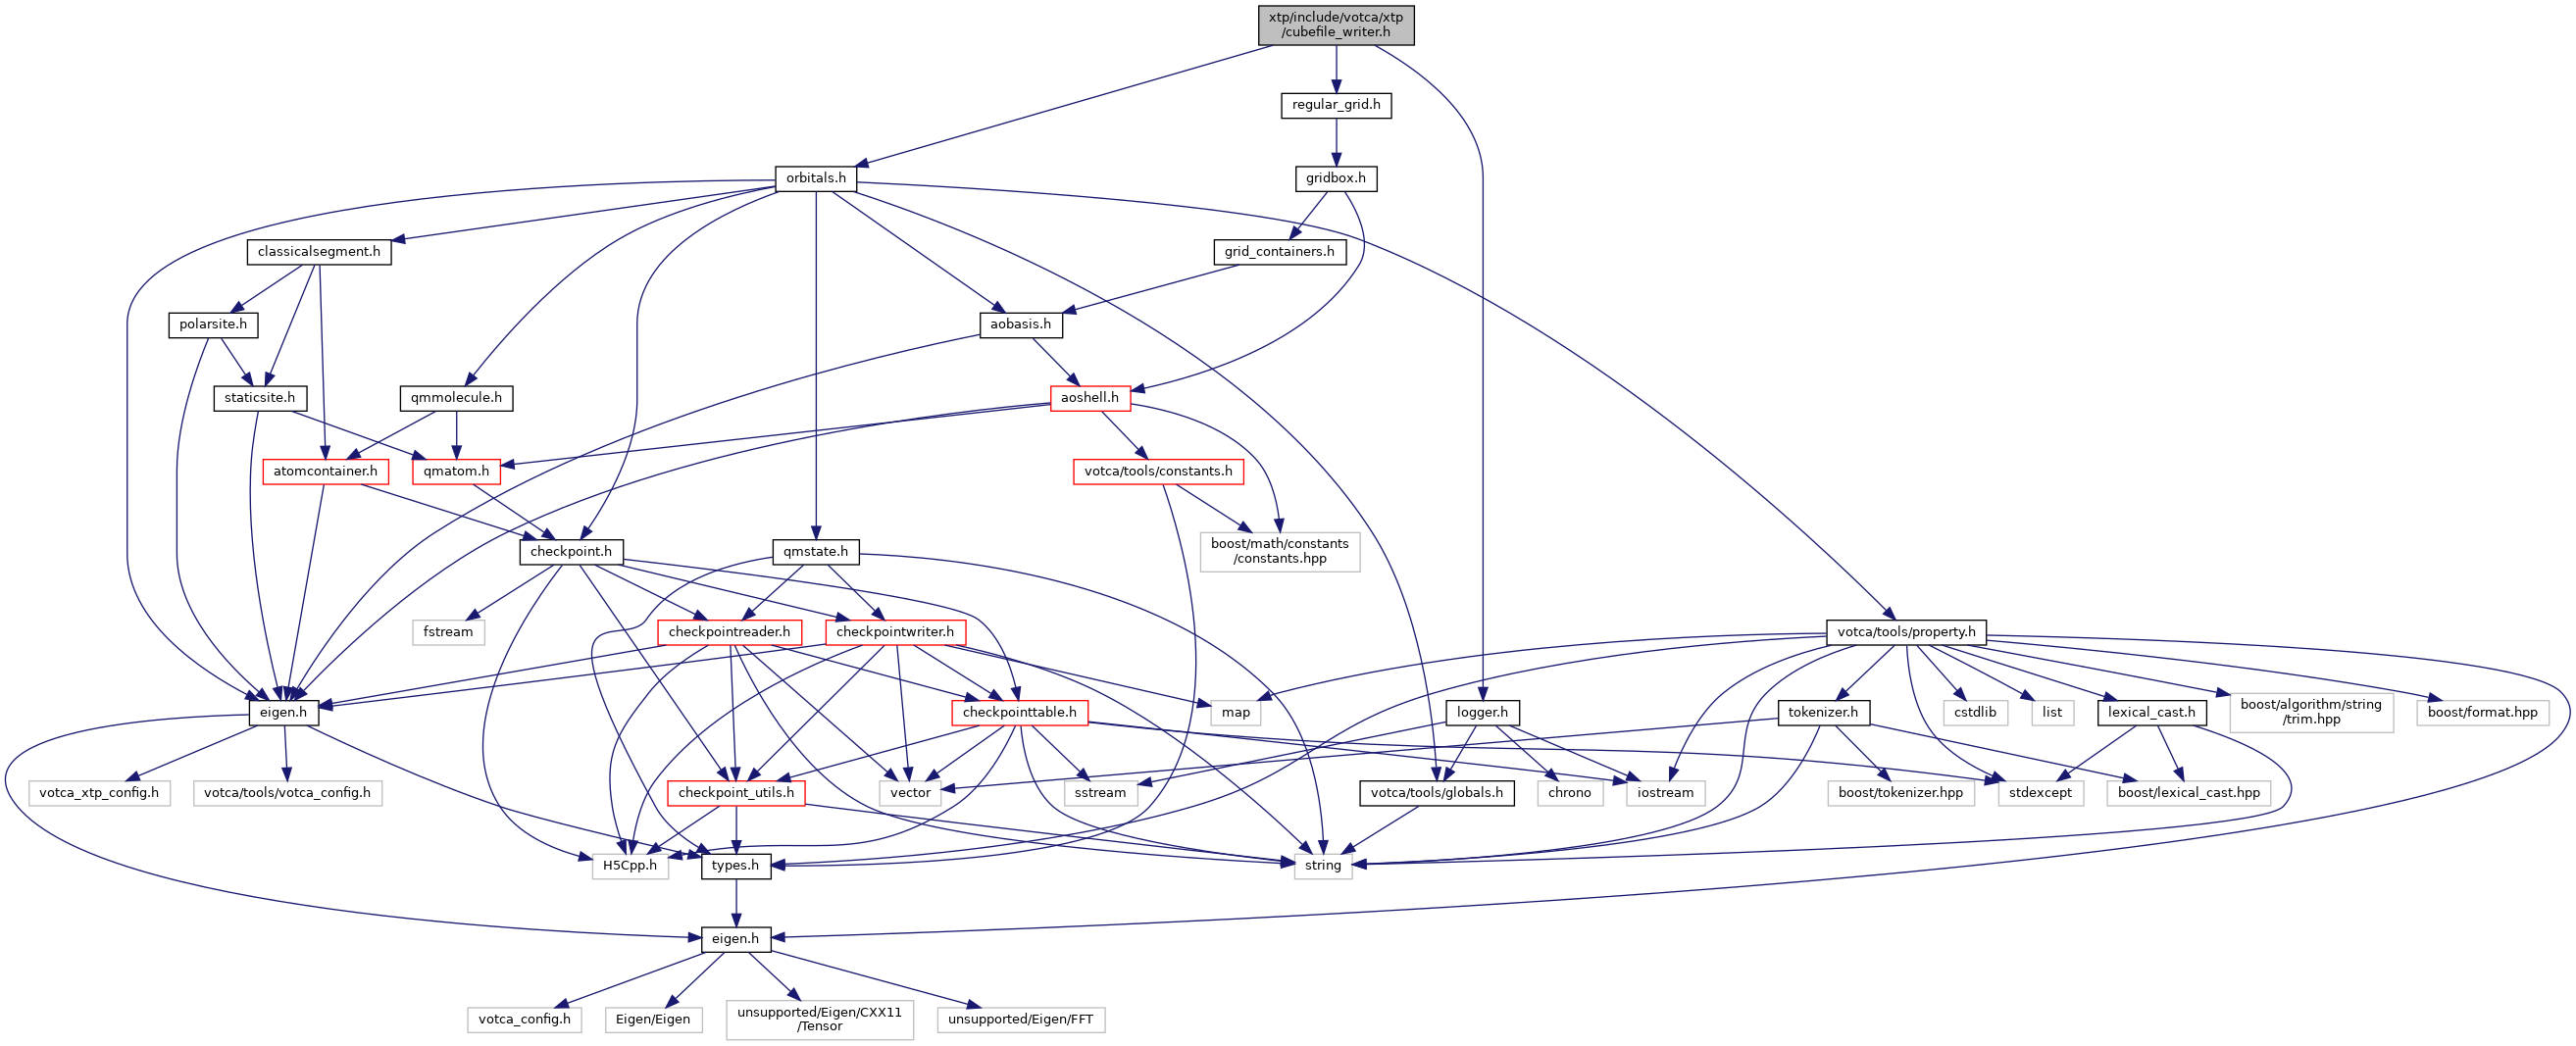 xtp/include/votca/xtp
/cubefile_writer.h
regular_grid.h
orbitals.h
gridbox.h
classicalsegment.h
grid_containers.h
polarsite.h
aobasis.h
staticsite.h
qmmolecule.h
aoshell.h
atomcontainer.h
qmatom.h
votca/tools/constants.h
checkpoint.h
qmstate.h
boost/math/constants
/constants.hpp
fstream
checkpointreader.h
checkpointwriter.h
votca/tools/property.h
eigen.h
checkpointtable.h
map
logger.h
tokenizer.h
cstdlib
list
lexical_cast.h
boost/algorithm/string
/trim.hpp
boost/format.hpp
votca_xtp_config.h
votca/tools/votca_config.h
checkpoint_utils.h
vector
sstream
votca/tools/globals.h
chrono
iostream
boost/tokenizer.hpp
stdexcept
boost/lexical_cast.hpp
H5Cpp.h
types.h
string
eigen.h
votca_config.h
Eigen/Eigen
unsupported/Eigen/CXX11
/Tensor
unsupported/Eigen/FFT